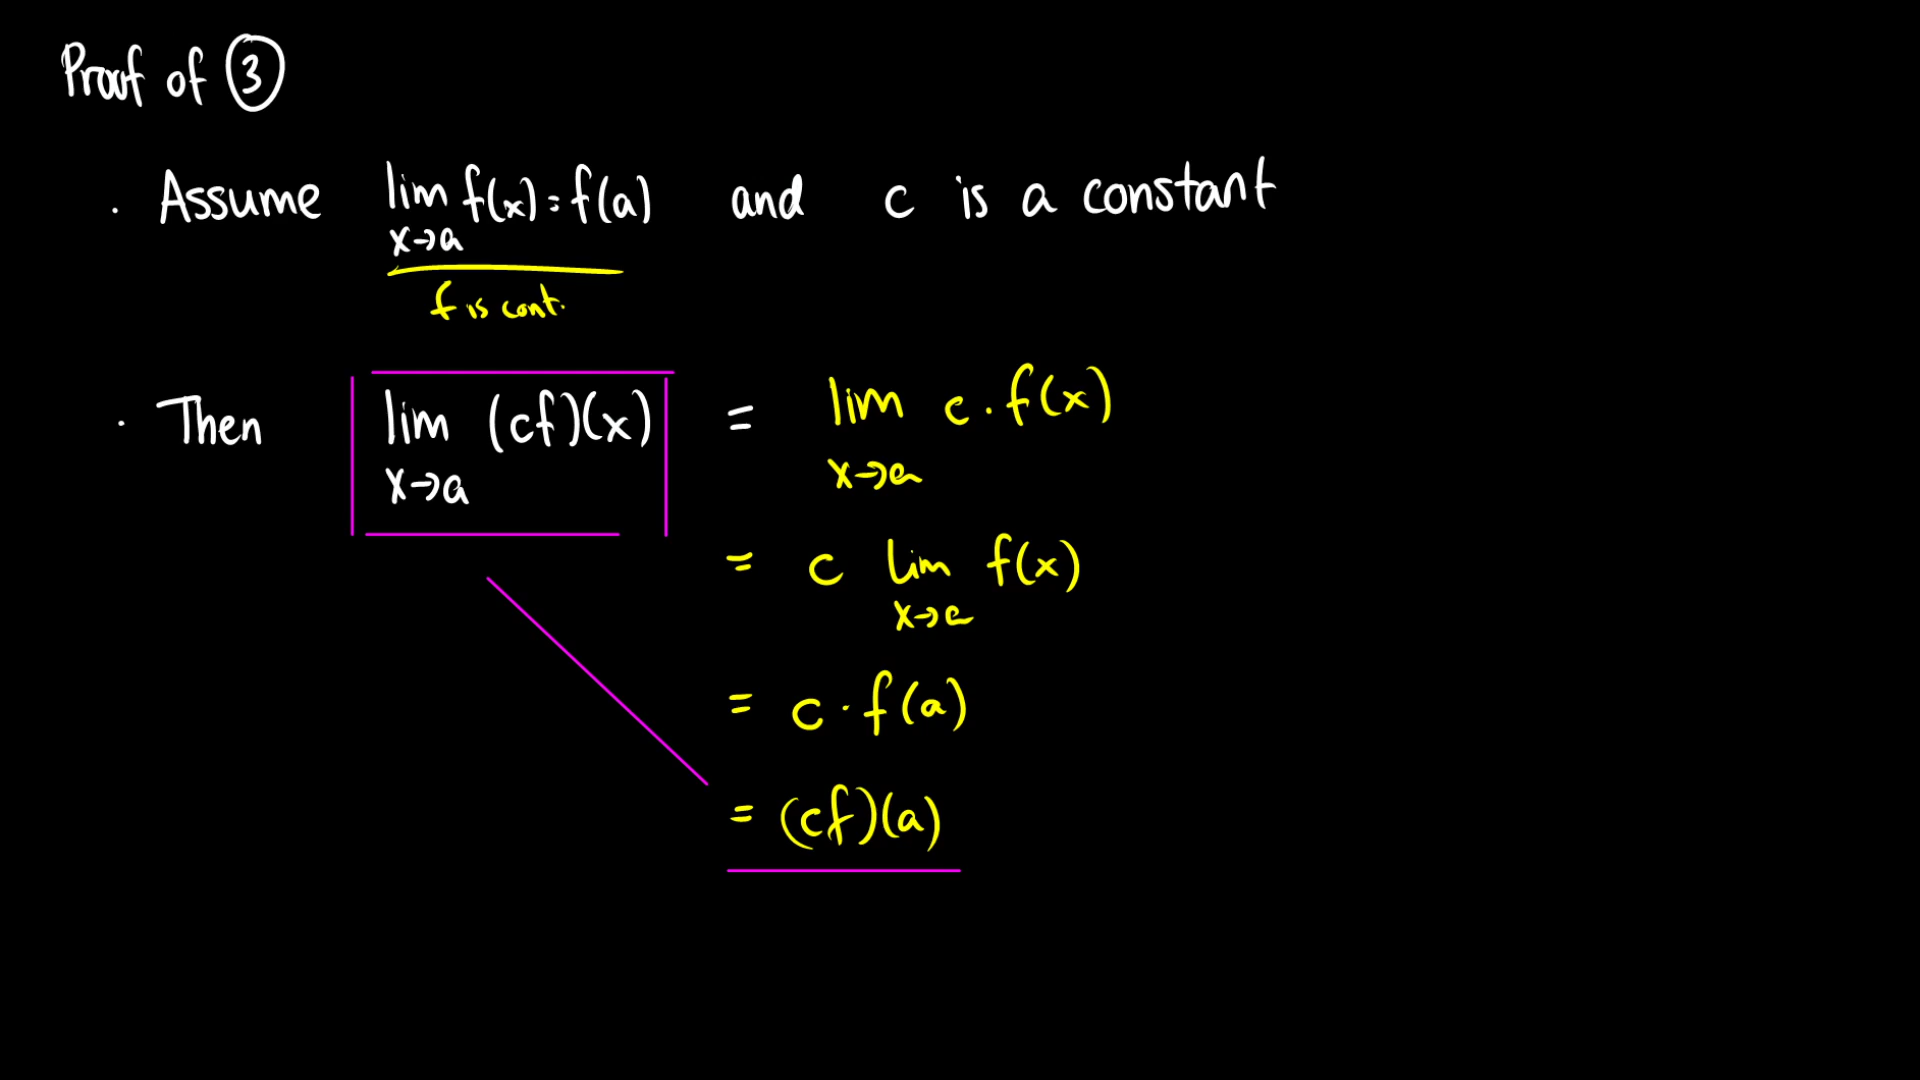 Proof of ③
· Assume lim f(x) = f(a) and c is a constant
x→a
f is cont.
· Then lim (cf)(x) = lim c · f(x)
x→a x→a
= c lim f(x)
x→a
= c · f(a)
= (cf)(a)